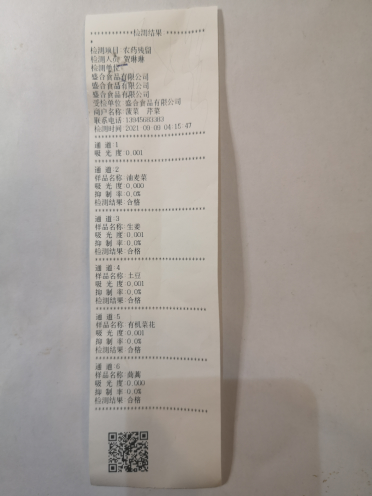 **********检测结果**********
检测项目 农药残留
检测人员 贺琳琳
检测单位
盛合食品有限公司
盛合食品有限公司
盛合食品有限公司
受检单位 盛合食品有限公司
商户名称 菠菜 芹菜
联系电话
检测时间 2021 09:15:47
通 道 1
吸 光 度 0.001
通 道 2
样品名称 油麦菜
吸 光 度 0.000
抑 制 率 0.0%
检测结果 合格
通 道 3
样品名称 生姜
吸 光 度 0.001
抑 制 率 0.0%
检测结果 合格
通 道 4
样品名称 土豆
吸 光 度 0.001
抑 制 率 0.0%
检测结果 合格
通 道 5
样品名称 有机菜花
吸 光 度 0.001
抑 制 率 0.0%
检测结果 合格
通 道 6
样品名称 茼蒿
吸 光 度 0.000
抑 制 率 0.0%
检测结果 合格